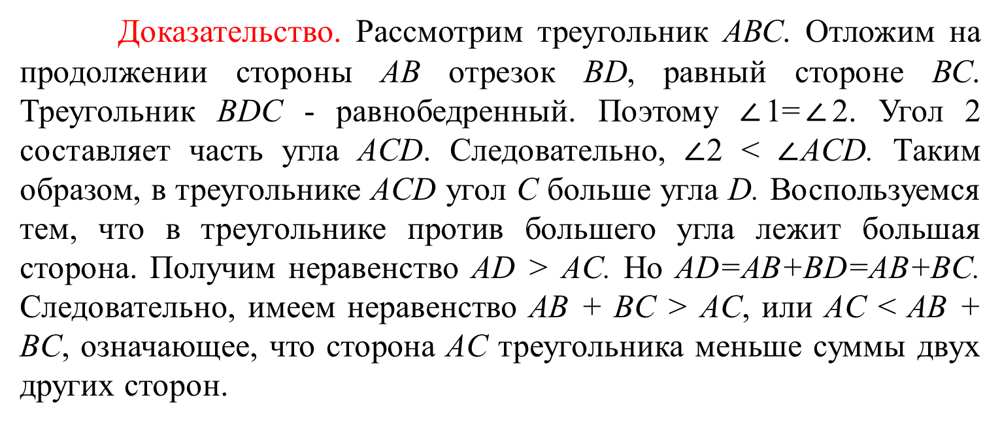 Доказательство. Рассмотрим треугольник ABC. Отложим на
продолжении стороны AB отрезок BD, равный стороне BC.
Треугольник BDC - равнобедренный. Поэтому ∠1=∠2. Угол 2
составляет часть угла ACD. Следовательно, ∠2 < ∠ACD. Таким
образом, в треугольнике ACD угол C больше угла D. Воспользуемся
тем, что в треугольнике против большего угла лежит большая
сторона. Получим неравенство AD > AC. Но AD=AB+BD=AB+BC.
Следовательно, имеем неравенство AB + BC > AC, или AC < AB +
BC, означающее, что сторона AC треугольника меньше суммы двух
других сторон.